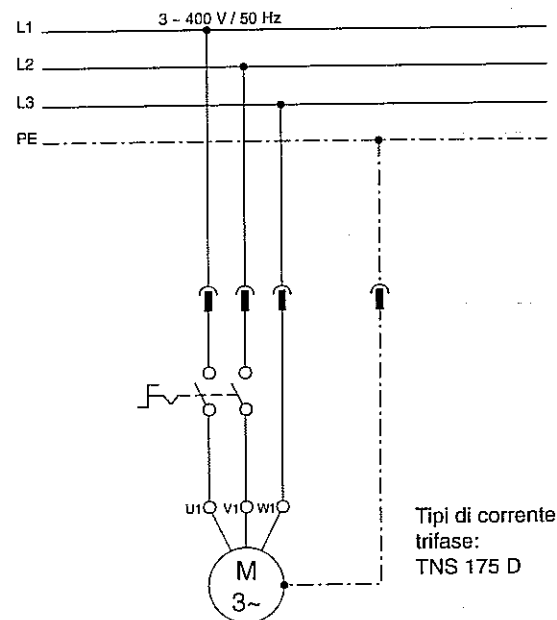 3 ~ 400 V / 50 Hz
L1
L2
L3
PE
U1 V1 W1
M
3~
Tipi di corrente
trifase:
TNS 175 D